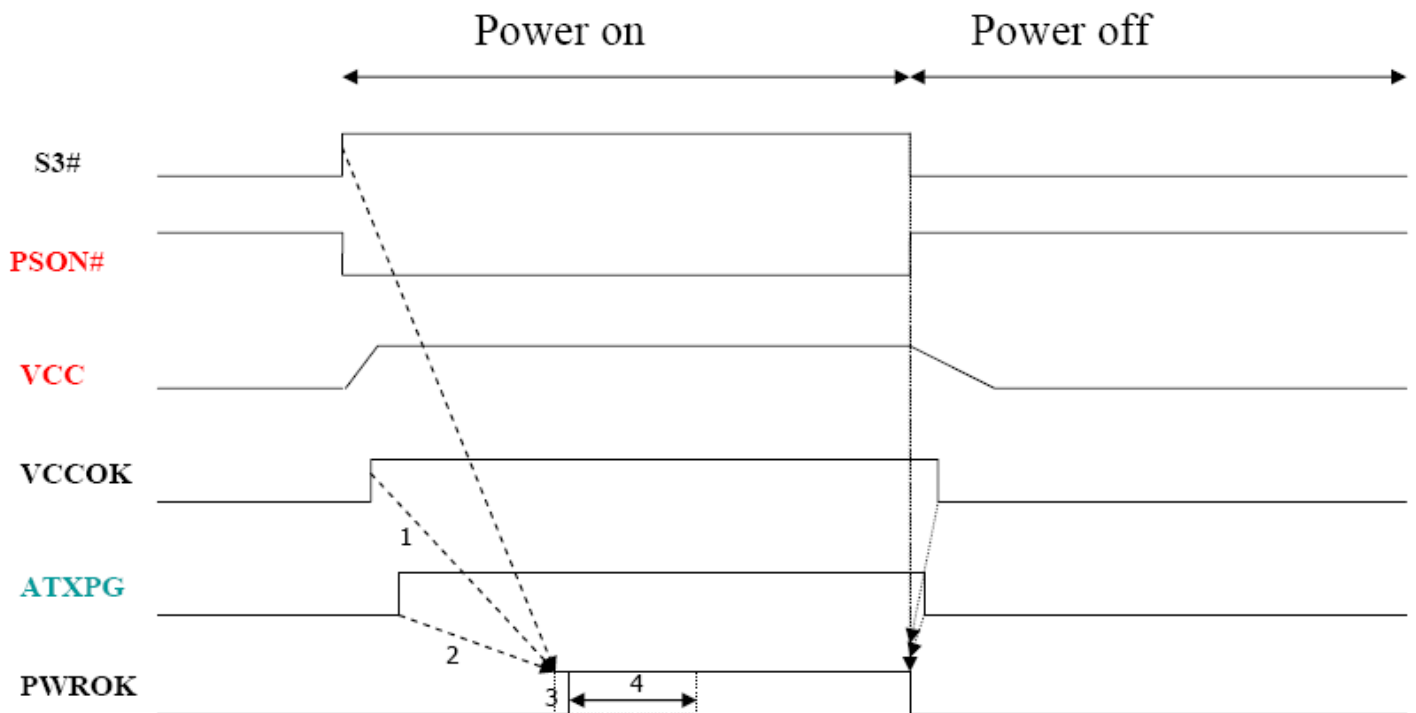 Power on Power off
S3#
PSON#
VCC
VCCOK
1
ATXPG
2
PWROK 3 4